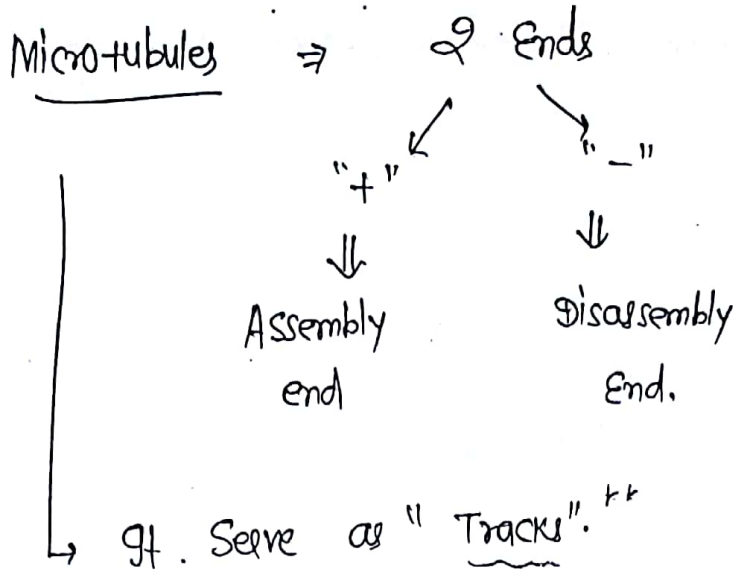 Microtubules ⇒ 2 Ends
"+" "-"
⇓ ⇓
Assembly Disassembly
end End.
↳ It. Serve as "Tracks".**